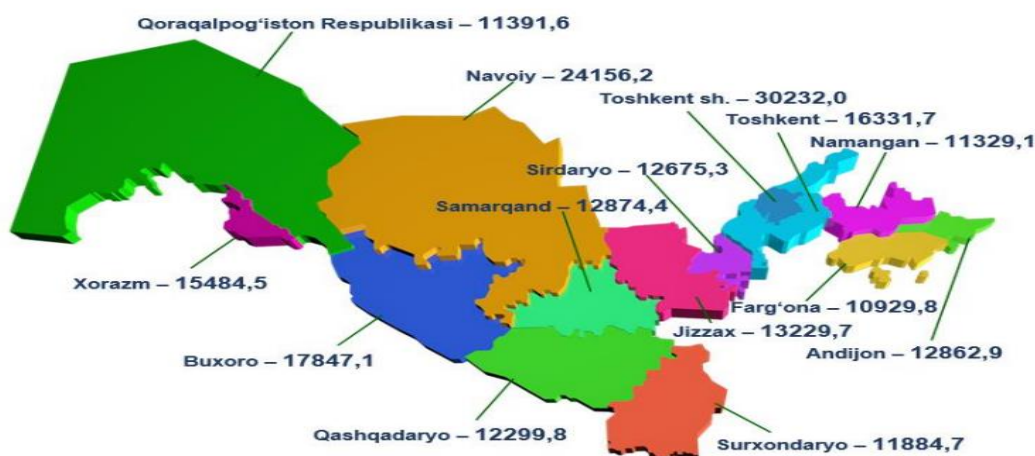 Qoraqalpog‘iston Respublikasi – 11391,6
Navoiy – 24156,2
Toshkent sh. – 30232,0
Toshkent – 16331,7
Namangan – 11329,1
Sirdaryo – 12675,3
Samarqand – 12874,4
Xorazm – 15484,5
Farg‘ona – 10929,8
Jizzax – 13229,7
Buxoro – 17847,1
Andijon – 12862,9
Qashqadaryo – 12299,8
Surxondaryo – 11884,7